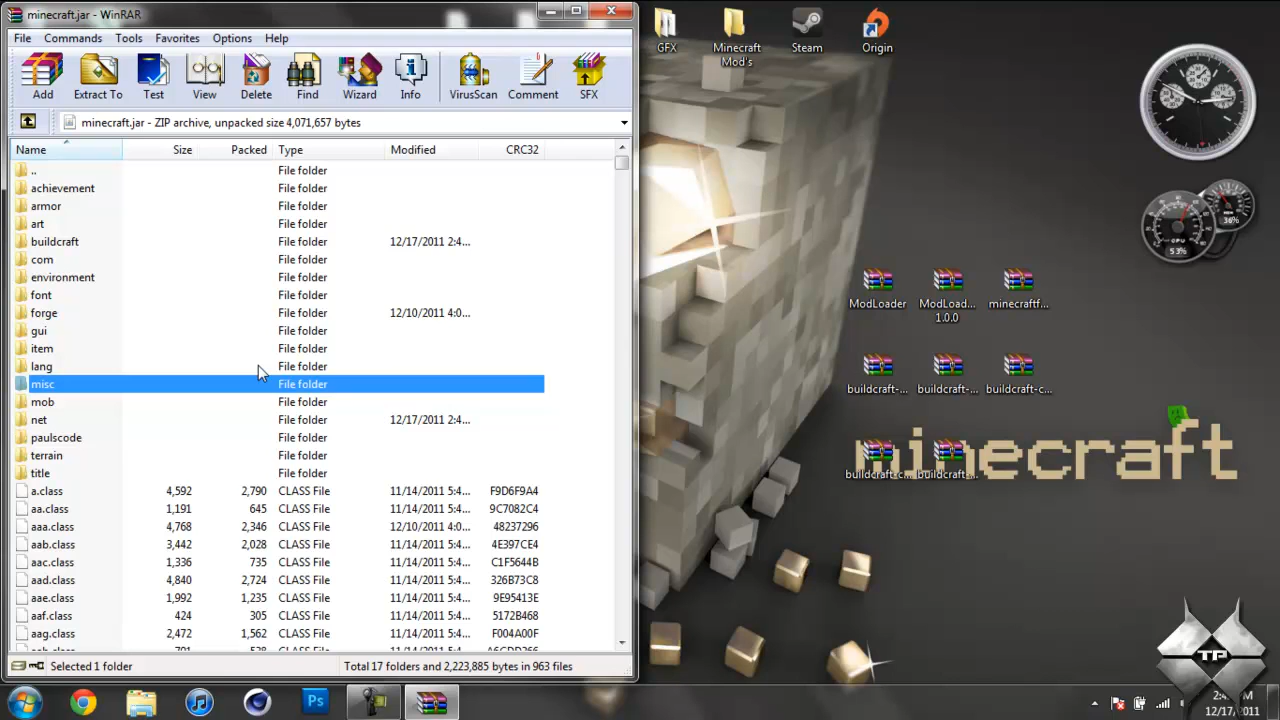 minecraft.jar - WinRAR
File Commands Tools Favorites Options Help
Add Extract To Test View Delete Find Wizard Info VirusScan Comment SFX
minecraft.jar - ZIP archive, unpacked size 4,071,657 bytes
Name Size Packed Type Modified CRC32
.. File folder
achievement File folder
armor File folder
art File folder
buildcraft File folder 12/17/2011 2:4...
com File folder
environment File folder
font File folder
forge File folder 12/10/2011 4:0...
gui File folder
item File folder
lang File folder
misc File folder
mob File folder
net File folder 12/17/2011 2:4...
paulscode File folder
terrain File folder
title File folder
a.class 4,592 2,790 CLASS File 11/14/2011 5:4... F9D6F9A4
aa.class 1,191 645 CLASS File 11/14/2011 5:4... 9C7082C4
aaa.class 4,768 2,346 CLASS File 12/10/2011 4:0... 48237296
aab.class 3,442 2,028 CLASS File 11/14/2011 5:4... 4E397CE4
aac.class 1,336 735 CLASS File 11/14/2011 5:4... C1F5644B
aad.class 4,840 2,724 CLASS File 11/14/2011 5:4... 326B73C8
aae.class 1,992 1,235 CLASS File 11/14/2011 5:4... 9E95413E
aaf.class 424 305 CLASS File 11/14/2011 5:4... 5172B468
aag.class 2,472 1,562 CLASS File 11/14/2011 5:4... F004A00F
Selected 1 folder Total 17 folders and 2,223,885 bytes in 963 files
GFX
Minecraft Mod's
Steam
Origin
36%
CPU
53%
ModLoader
ModLoad... 1.0.0
minecraftf...
buildcraft-...
buildcraft-...
buildcraft-c...
buildcraft-c...
buildcraft-...
minecraft
TP
Ps
12/17/2011